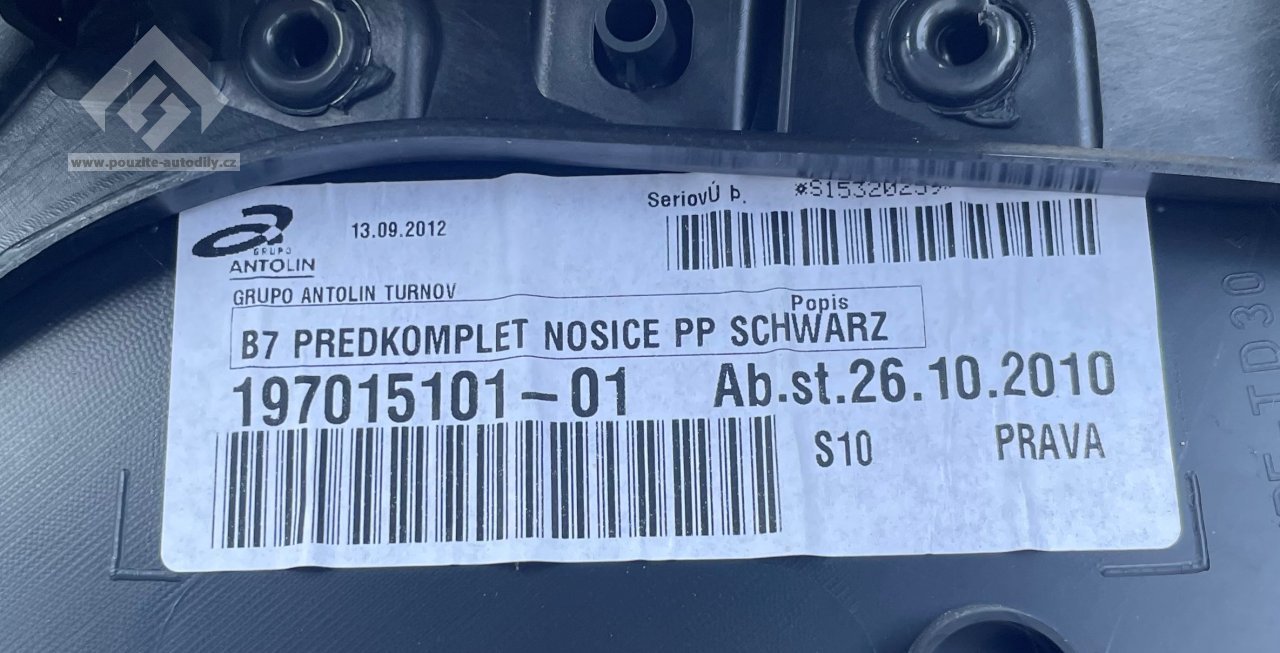 www.pouzite-autodily.cz
SeriovÚ þ.
GRUPO
ANTOLIN
13.09.2012
GRUPO ANTOLIN TURNOV
Popis
B7 PREDKOMPLET NOSICE PP SCHWARZ
197015101-01 Ab.st.26.10.2010
S10 PRAVA
TD30